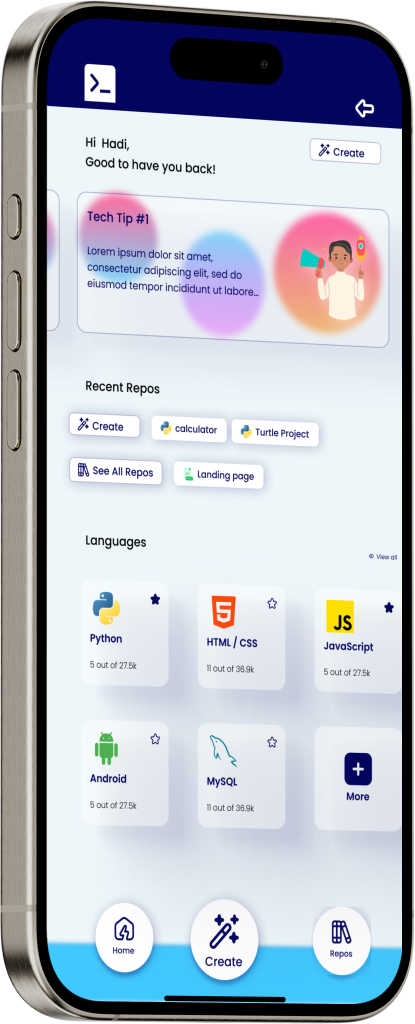 Hi Hadi,
Good to have you back!
Create
Tech Tip #1
Lorem ipsum dolor sit amet,
consectetur adipiscing elit, sed do
eiusmod tempor incididunt ut labore...
Recent Repos
Create
calculator
Turtle Project
See All Repos
Landing page
Languages
View all
Python
5 out of 27.5k
HTML / CSS
11 out of 36.9k
JS
JavaScript
5 out of 27.5k
Android
5 out of 27.5k
MySQL
11 out of 36.9k
More
Home
Create
Repos